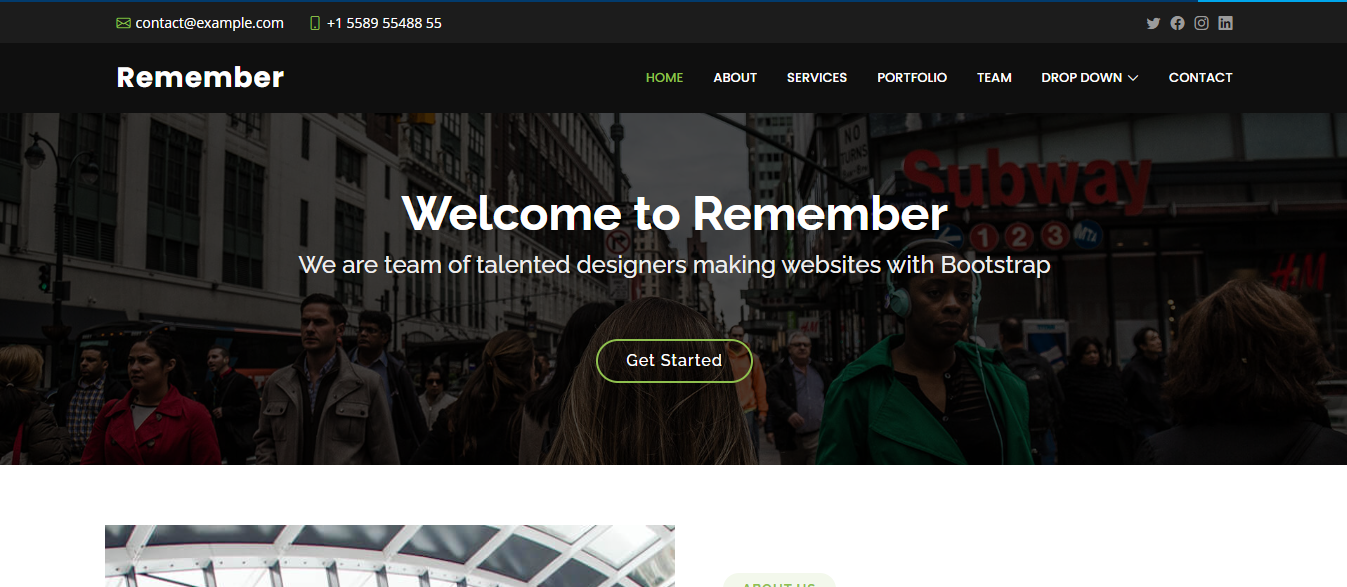 contact@example.com +1 5589 55488 55
Remember
HOME ABOUT SERVICES PORTFOLIO TEAM DROP DOWN CONTACT
NO
TURNS
Subway
1 2 3 MTA
Welcome to Remember
We are team of talented designers making websites with Bootstrap
H&M
H&M
Get Started
ABOUT US